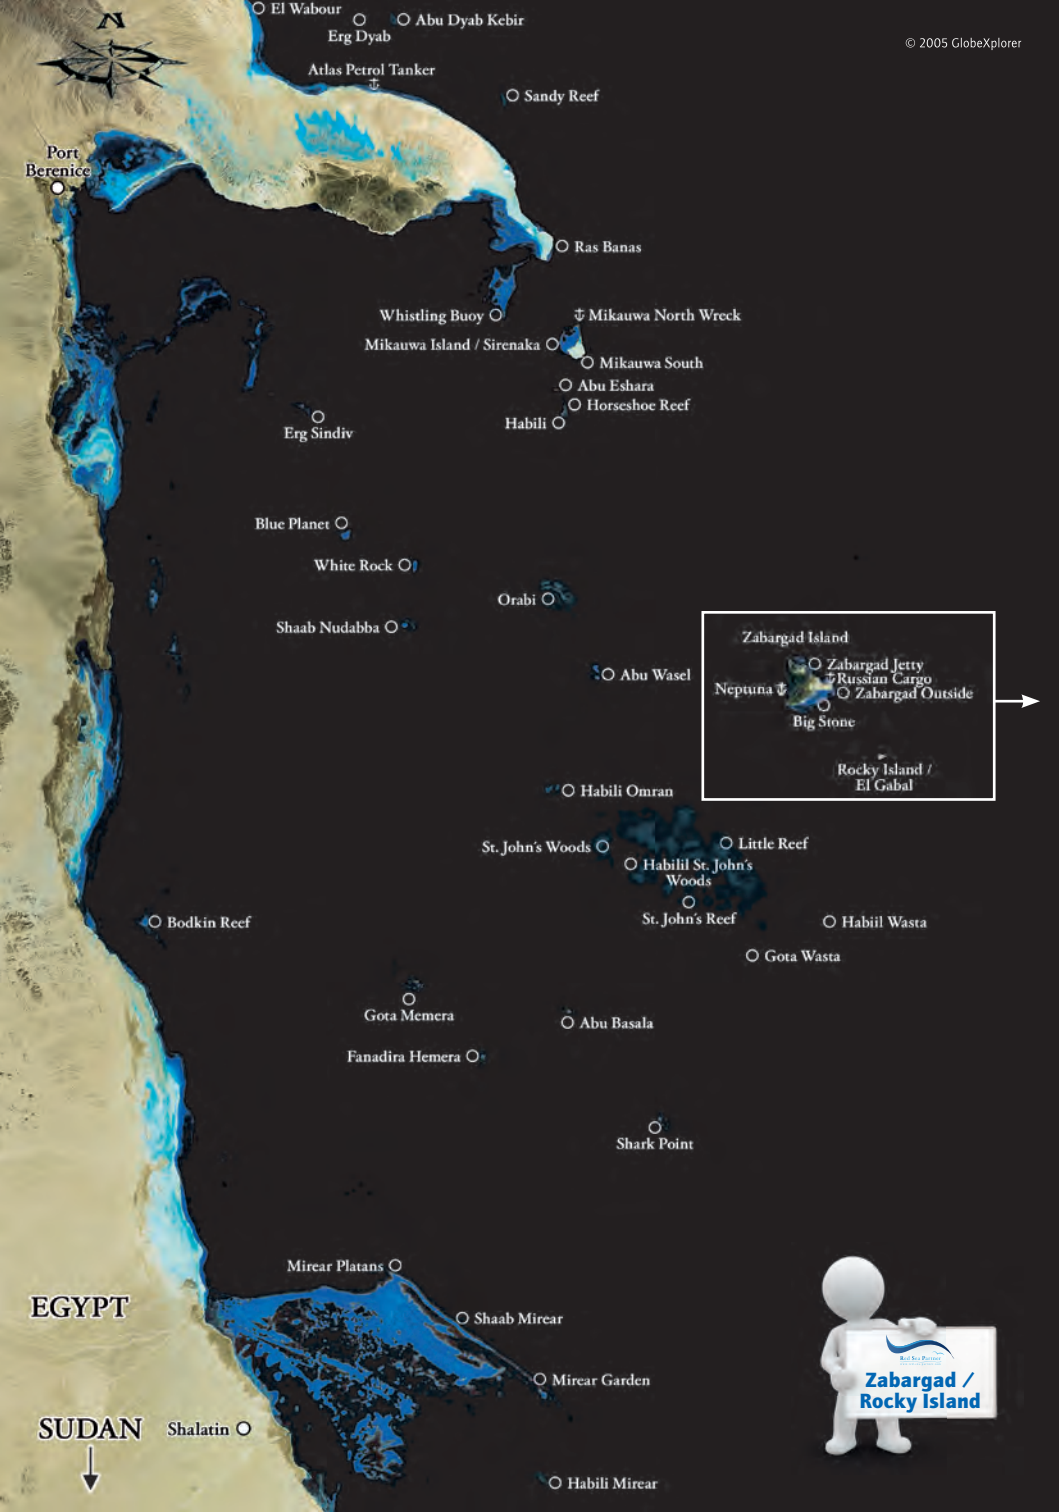 El Wabour
N
Abu Dyab Kebir
Erg Dyab
© 2005 GlobeXplorer
Atlas Petrol Tanker
Sandy Reef
Port
Berenice
Ras Banas
Whistling Buoy
Mikauwa North Wreck
Mikauwa Island / Sirenaka
Mikauwa South
Abu Eshara
Horseshoe Reef
Habili
Erg Sindiv
Blue Planet
White Rock
Orabi
Shaab Nudabba
Zabargad Island
Zabargad Jetty
Abu Wasel
Russian Cargo
Neptuna
Zabargad Outside
Big Stone
Rocky Island /
El Gabal
Habili Omran
St. John's Woods
Little Reef
Habilil St. John's
Woods
St. John's Reef
Bodkin Reef
Habiil Wasta
Gota Wasta
Gota Memera
Abu Basala
Fanadira Hemera
Shark Point
Mirear Platans
EGYPT
Shaab Mirear
Red Sea Partner
Zabargad /
Rocky Island
Mirear Garden
SUDAN
Shalatin
Habili Mirear